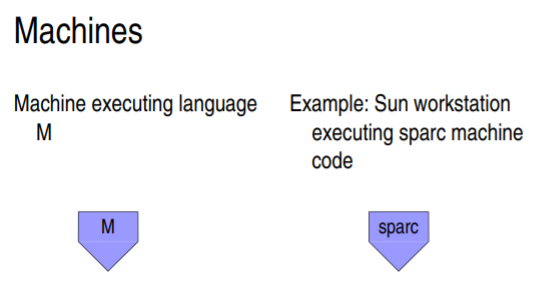 Machines
Machine executing language
M
Example: Sun workstation
executing sparc machine
code
M
sparc